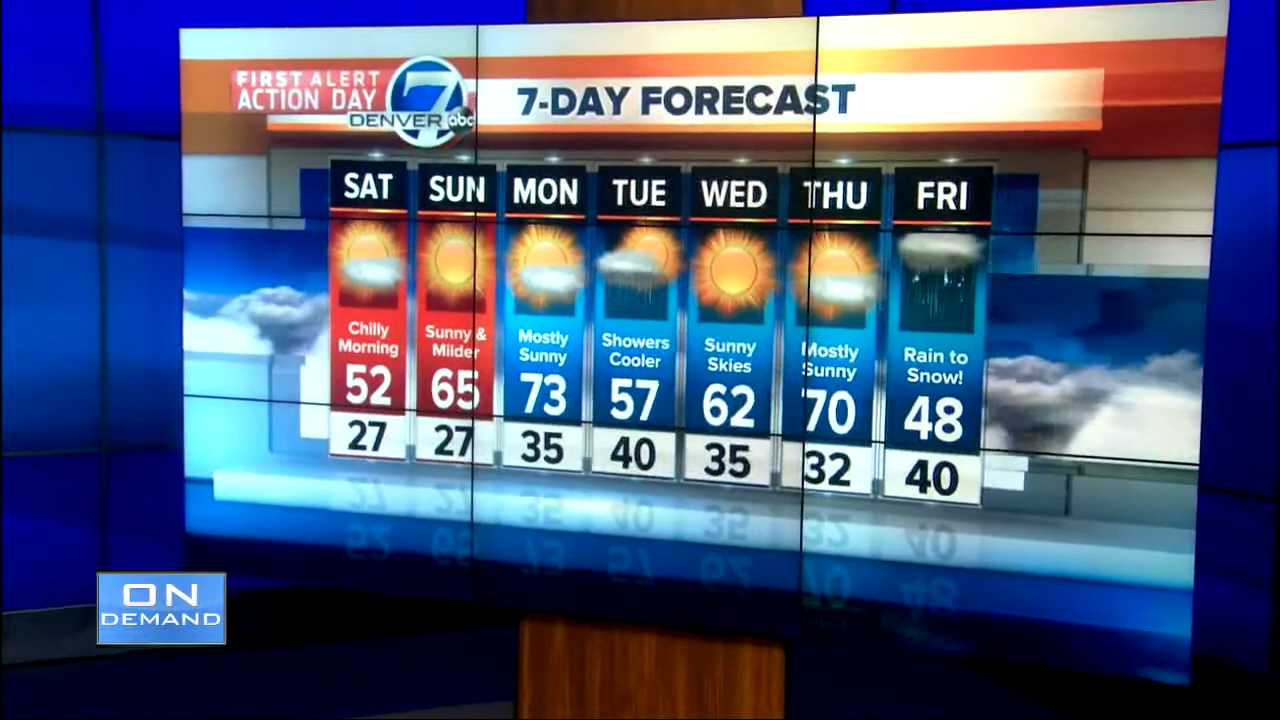 FIRST ALERT
ACTION DAY
7
DENVER abc
7-DAY FORECAST
SAT SUN MON TUE WED THU FRI
Chilly Morning
Sunny & Milder
Mostly Sunny
Showers Cooler
Sunny Skies
Mostly Sunny
Rain to Snow!
52 65 73 57 62 70 48
27 27 35 40 35 32 40
ON
DEMAND